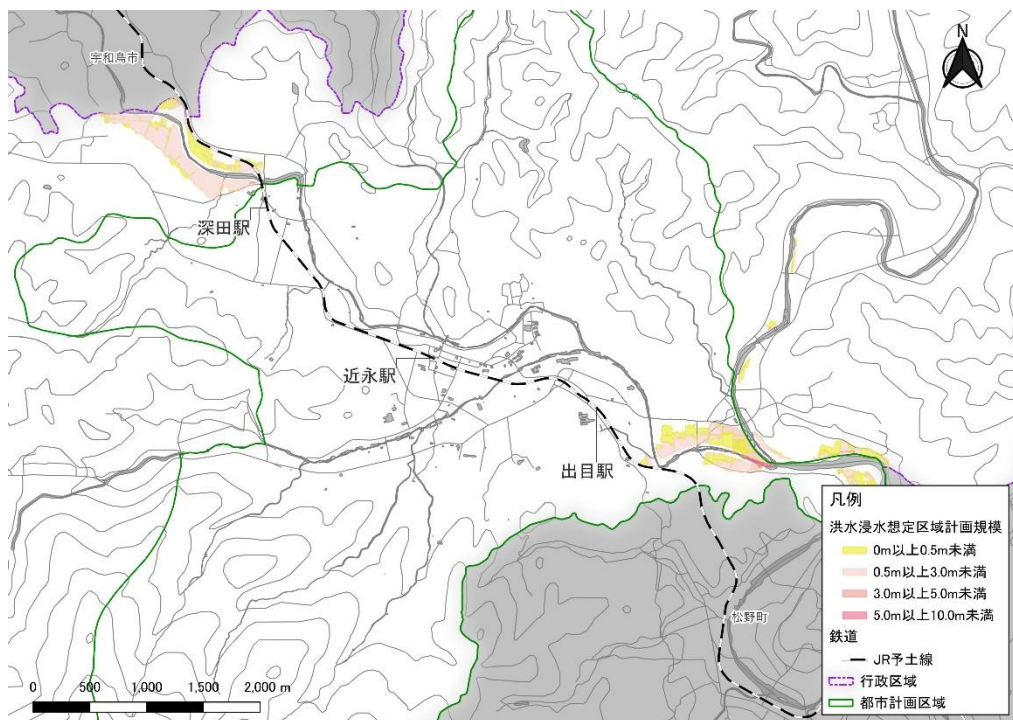 宇和島市
N
深田駅
近永駅
出目駅
松野町
凡例
洪水浸水想定区域計画規模
0m以上0.5m未満
0.5m以上3.0m未満
3.0m以上5.0m未満
5.0m以上10.0m未満
鉄道
JR予土線
行政区域
都市計画区域
0 500 1,000 1,500 2,000 m